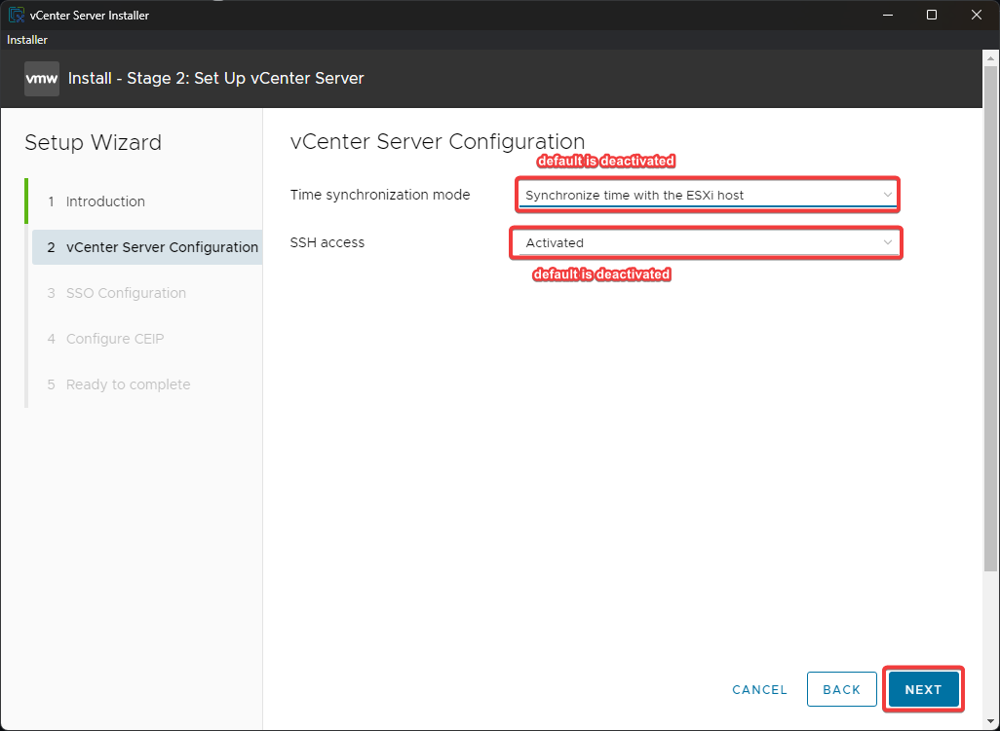 vCenter Server Installer
Installer
vmw Install - Stage 2: Set Up vCenter Server
Setup Wizard
1 Introduction
2 vCenter Server Configuration
3 SSO Configuration
4 Configure CEIP
5 Ready to complete
vCenter Server Configuration
default is deactivated
Time synchronization mode Synchronize time with the ESXi host
SSH access Activated
default is deactivated
CANCEL BACK NEXT